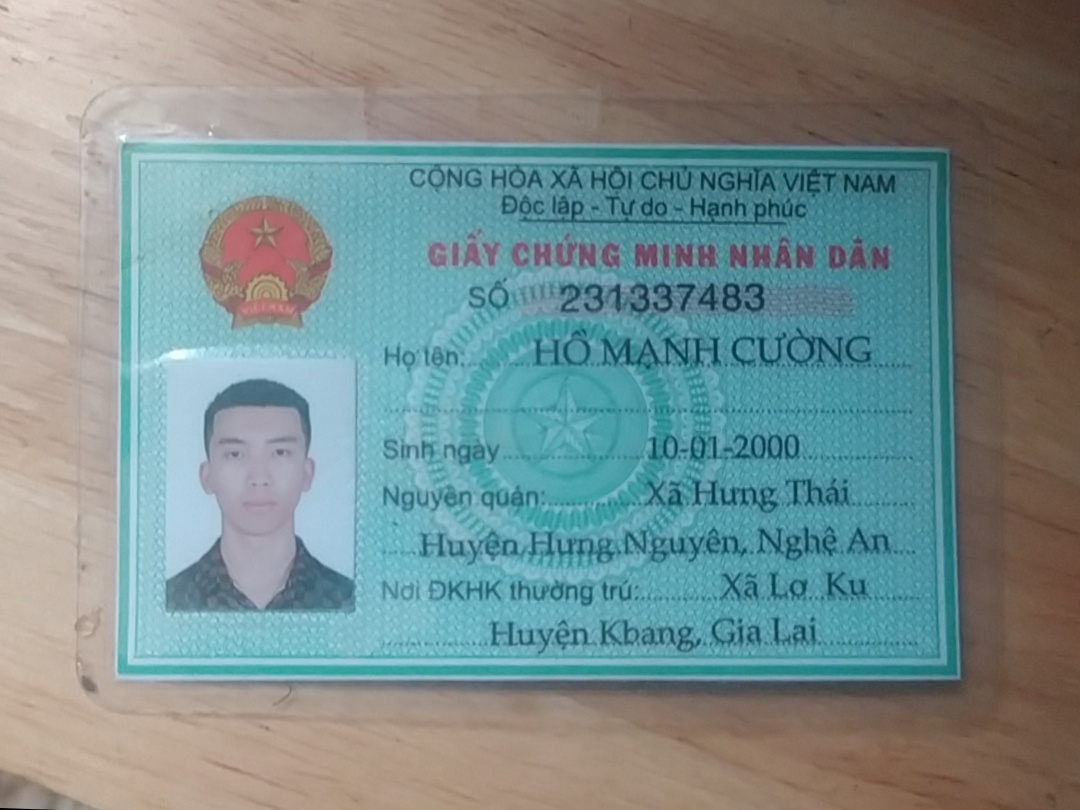 CỘNG HÒA XÃ HỘI CHỦ NGHĨA VIỆT NAM
Độc lập - Tự do - Hạnh phúc
GIẤY CHỨNG MINH NHÂN DÂN
SỐ 231337483
Họ tên: HỒ MẠNH CƯỜNG
Sinh ngày 10-01-2000
Nguyên quán: Xã Hưng Thái
Huyện Hưng Nguyên, Nghệ An
Nơi ĐKHK thường trú: Xã Lơ Ku
Huyện Kbang, Gia Lai
VIỆT NAM